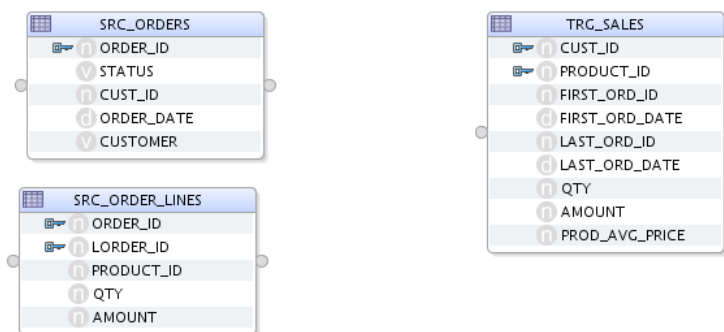 SRC_ORDERS
n ORDER_ID
v STATUS
n CUST_ID
d ORDER_DATE
v CUSTOMER
SRC_ORDER_LINES
n ORDER_ID
n LORDER_ID
n PRODUCT_ID
n QTY
n AMOUNT
TRG_SALES
n CUST_ID
n PRODUCT_ID
n FIRST_ORD_ID
d FIRST_ORD_DATE
n LAST_ORD_ID
d LAST_ORD_DATE
n QTY
n AMOUNT
n PROD_AVG_PRICE